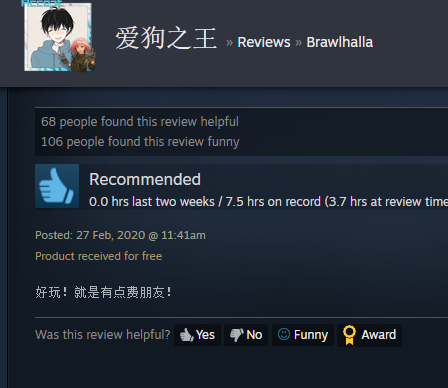 Accept
爱狗之王 » Reviews » Brawlhalla
68 people found this review helpful
106 people found this review funny
Recommended
0.0 hrs last two weeks / 7.5 hrs on record (3.7 hrs at review time
Posted: 27 Feb, 2020 @ 11:41am
Product received for free
好玩！就是有点费朋友！
Was this review helpful? Yes No Funny Award